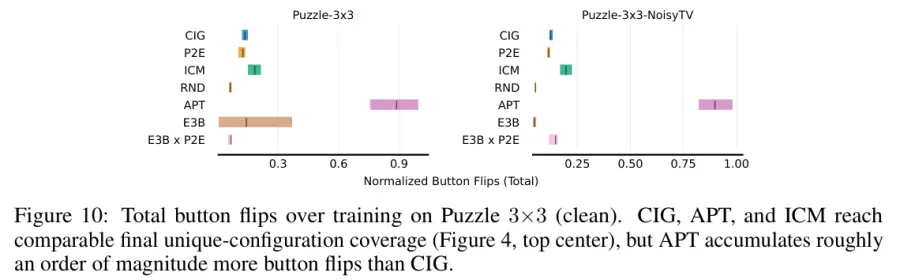 Puzzle-3x3
Puzzle-3x3-NoisyTV
CIG
P2E
ICM
RND
APT
E3B
E3B x P2E
CIG
P2E
ICM
RND
APT
E3B
E3B x P2E
0.3 0.6 0.9
0.25 0.50 0.75 1.00
Normalized Button Flips (Total)
Figure 10: Total button flips over training on Puzzle 3×3 (clean). CIG, APT, and ICM reach
comparable final unique-configuration coverage (Figure 4, top center), but APT accumulates roughly
an order of magnitude more button flips than CIG.